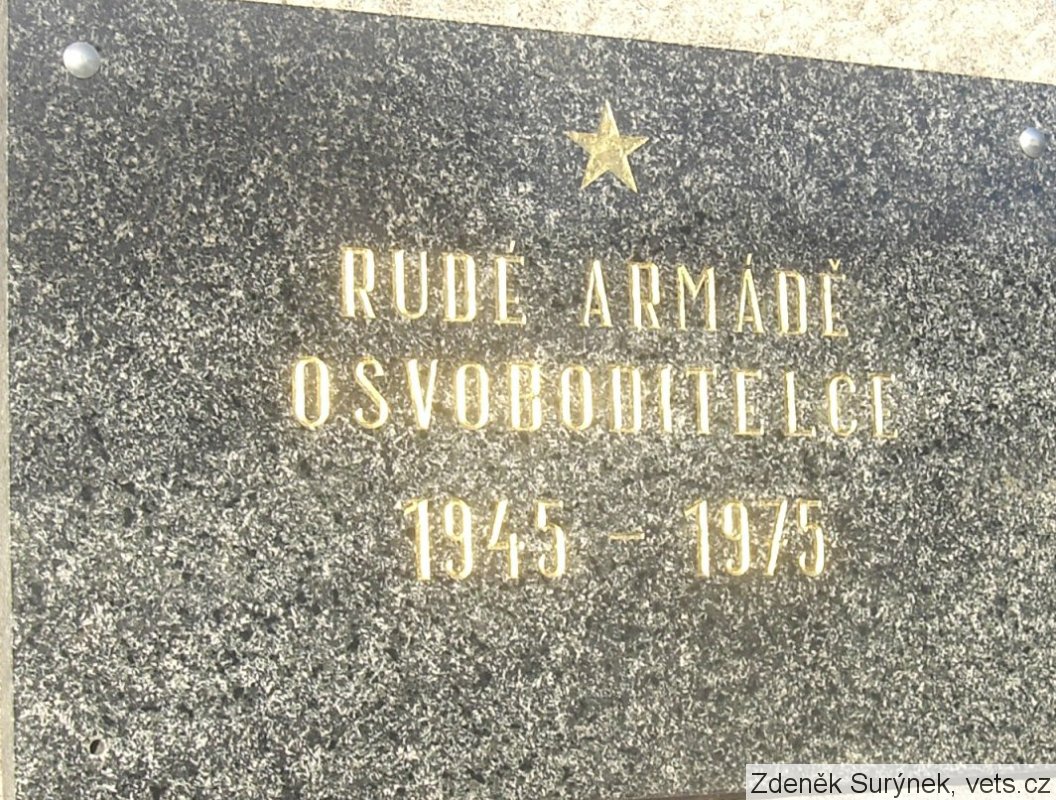 RUDÉ ARMÁDĚ
OSVOBODITELCE
1945 – 1975
Zdeněk Surýnek, vets.cz